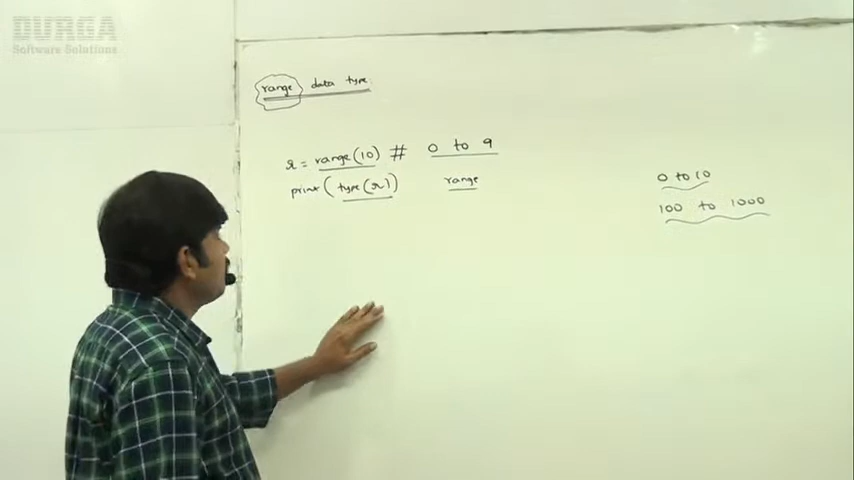 DURGA
Software Solutions
range data type:
r = range(10) # 0 to 9
print(type(r)) range
0 to 10
100 to 1000